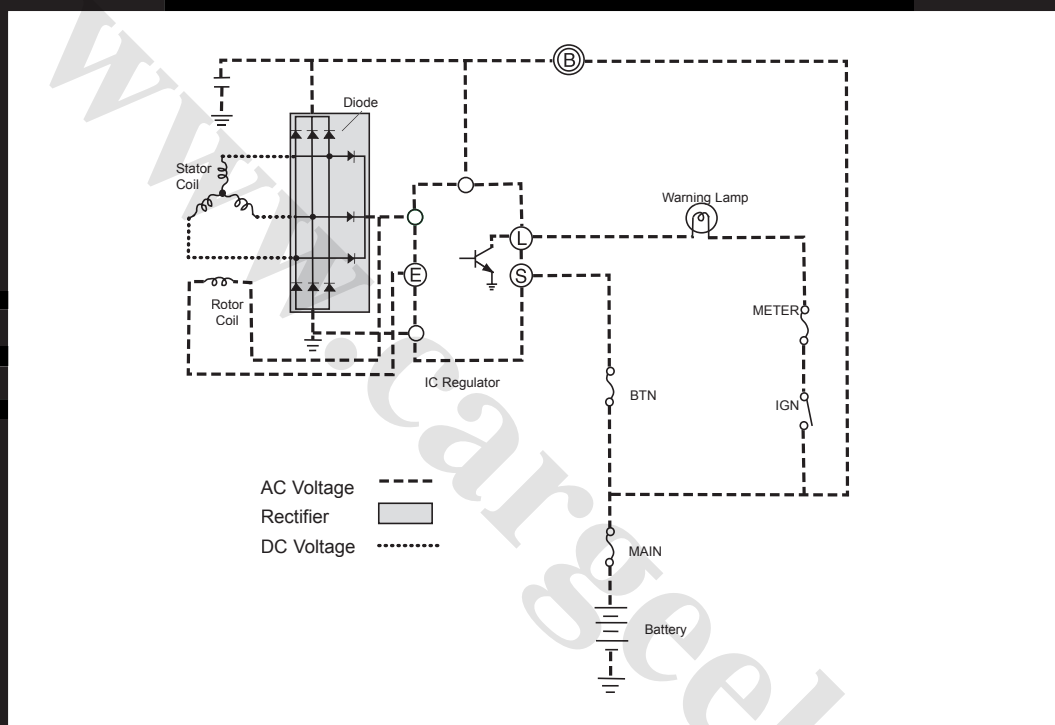 www.cargeek
B
Diode
Stator
Coil
Warning Lamp
L
E
S
Rotor
Coil
METER
IC Regulator
BTN
IGN
AC Voltage
Rectifier
DC Voltage
MAIN
Battery